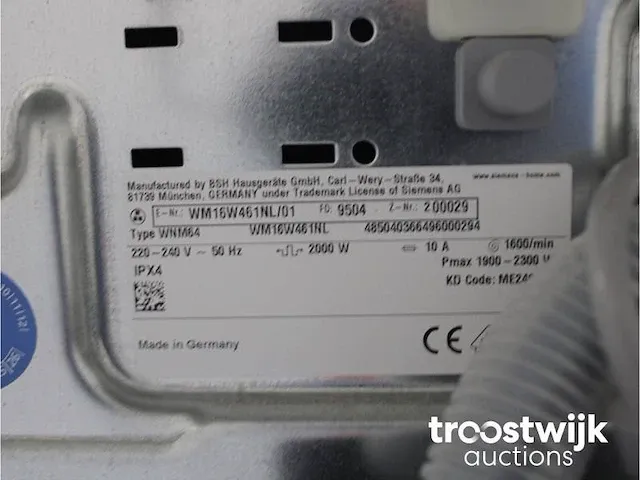 Manufactured by BSH Hausgeräte GmbH, Carl-Wery-Straße 34,
81739 München, GERMANY under Trademark License of Siemens AG
www.siemens-home.com
E-Nr.: WM16W461NL/01 FD: 9504 Z-Nr.: 200029
Type WNM64 WM16W461NL 485040366496000294
220-240 V ~ 50 Hz 2000 W 10 A 1600/min
IPX4 Pmax 1900-2300
KD Code:
Made in Germany CE
troostwijk
auctions